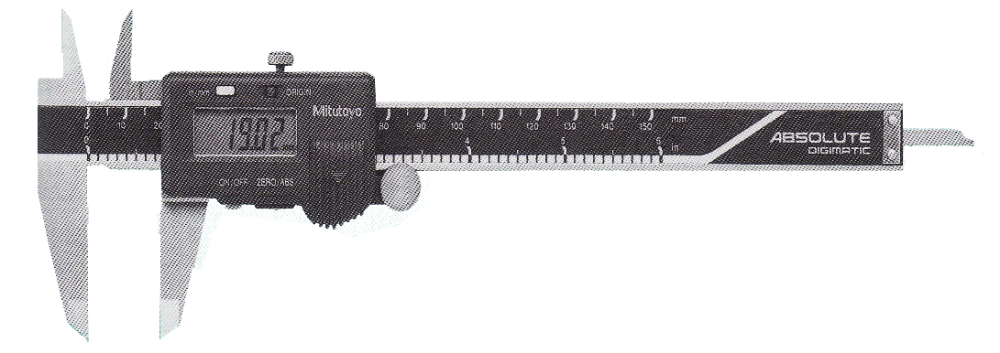 in/mm ORIGIN
Mitutoyo
19.02
0 10 20 80 90 100 110 120 130 140 150 mm
0 4 5 6 in
ABSOLUTE
DIGIMATIC
ON/OFF ZERO/ABS